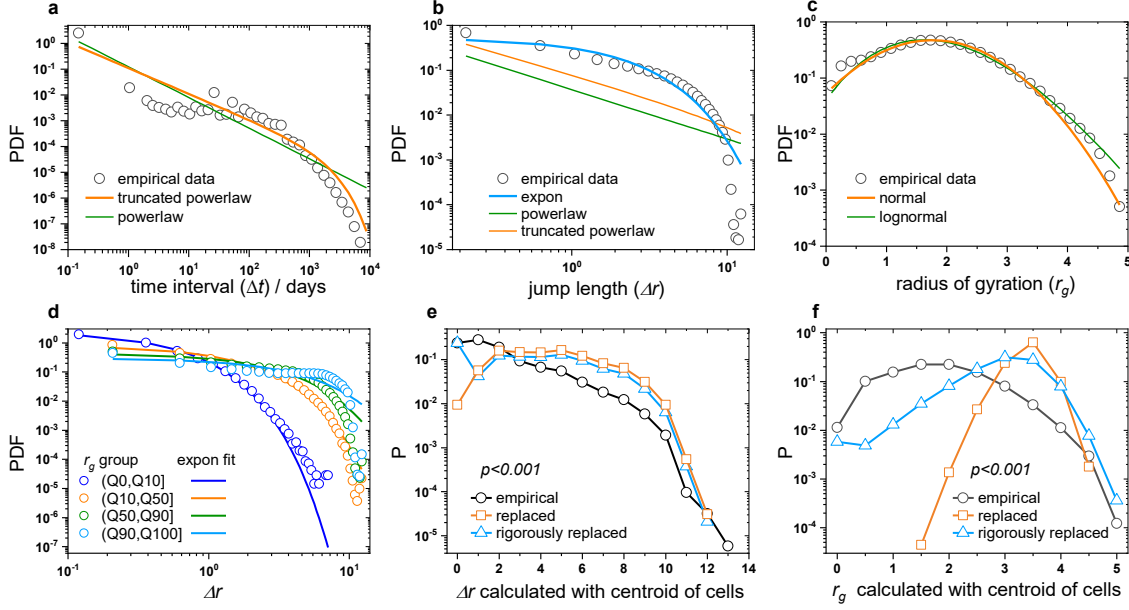 a
10^1
10^0
10^-1
10^-2
10^-3
10^-4
10^-5
10^-6
10^-7
10^-8
PDF
empirical data
truncated powerlaw
powerlaw
10^-1
10^0
10^1
10^2
10^3
10^4
time interval (Δt) / days
b
10^0
10^-1
10^-2
10^-3
10^-4
10^-5
PDF
empirical data
expon
powerlaw
truncated powerlaw
10^0
10^1
jump length (Δr)
c
10^0
10^-1
10^-2
10^-3
10^-4
PDF
empirical data
normal
lognormal
0 1 2 3 4 5
radius of gyration (r_g)
d
10^0
10^-1
10^-2
10^-3
10^-4
10^-5
10^-6
10^-7
PDF
r_g group expon fit
(Q0,Q10]
(Q10,Q50]
(Q50,Q90]
(Q90,Q100]
10^-1
10^0
10^1
Δr
e
10^0
10^-1
10^-2
10^-3
10^-4
10^-5
P
p<0.001
empirical
replaced
rigorously replaced
0 2 4 6 8 10 12 14
Δr calculated with centroid of cells
f
10^0
10^-1
10^-2
10^-3
10^-4
P
p<0.001
empirical
replaced
rigorously replaced
0 1 2 3 4 5
r_g calculated with centroid of cells